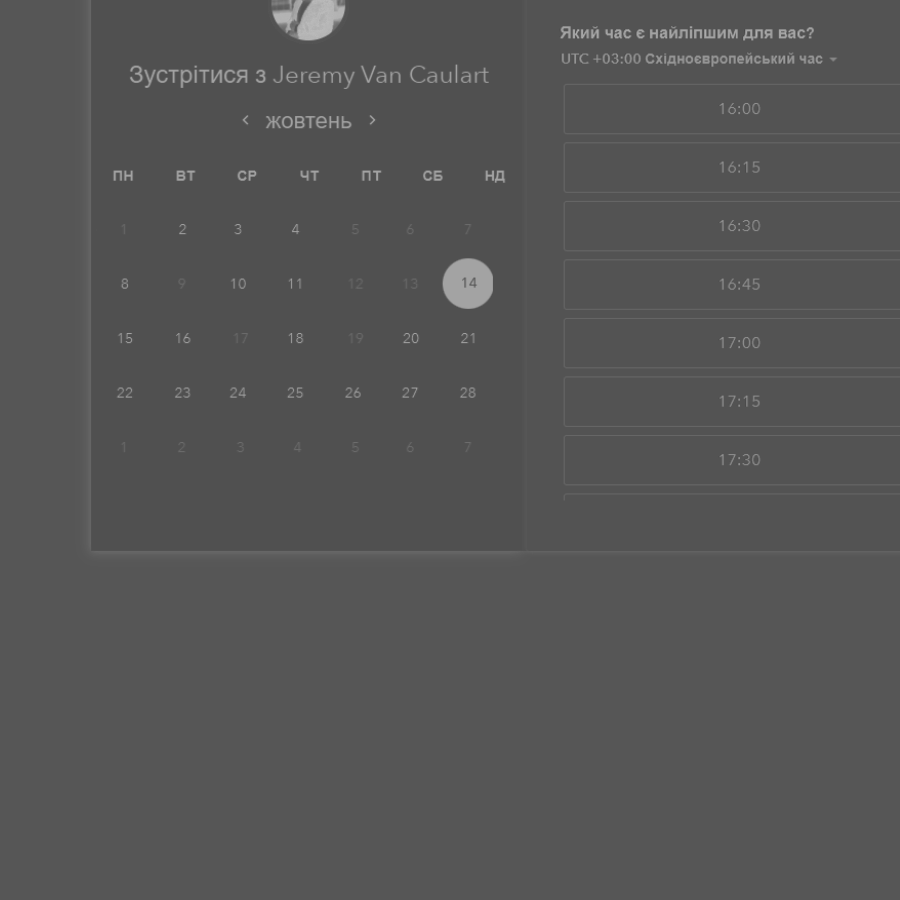 Зустрітися з Jeremy Van Caulart
жовтень
ПН ВТ СР ЧТ ПТ СБ НД
1 2 3 4 5 6 7
8 9 10 11 12 13 14
15 16 17 18 19 20 21
22 23 24 25 26 27 28
1 2 3 4 5 6 7
Який час є найліпшим для вас?
UTC +03:00 Східноєвропейський час
16:00
16:15
16:30
16:45
17:00
17:15
17:30